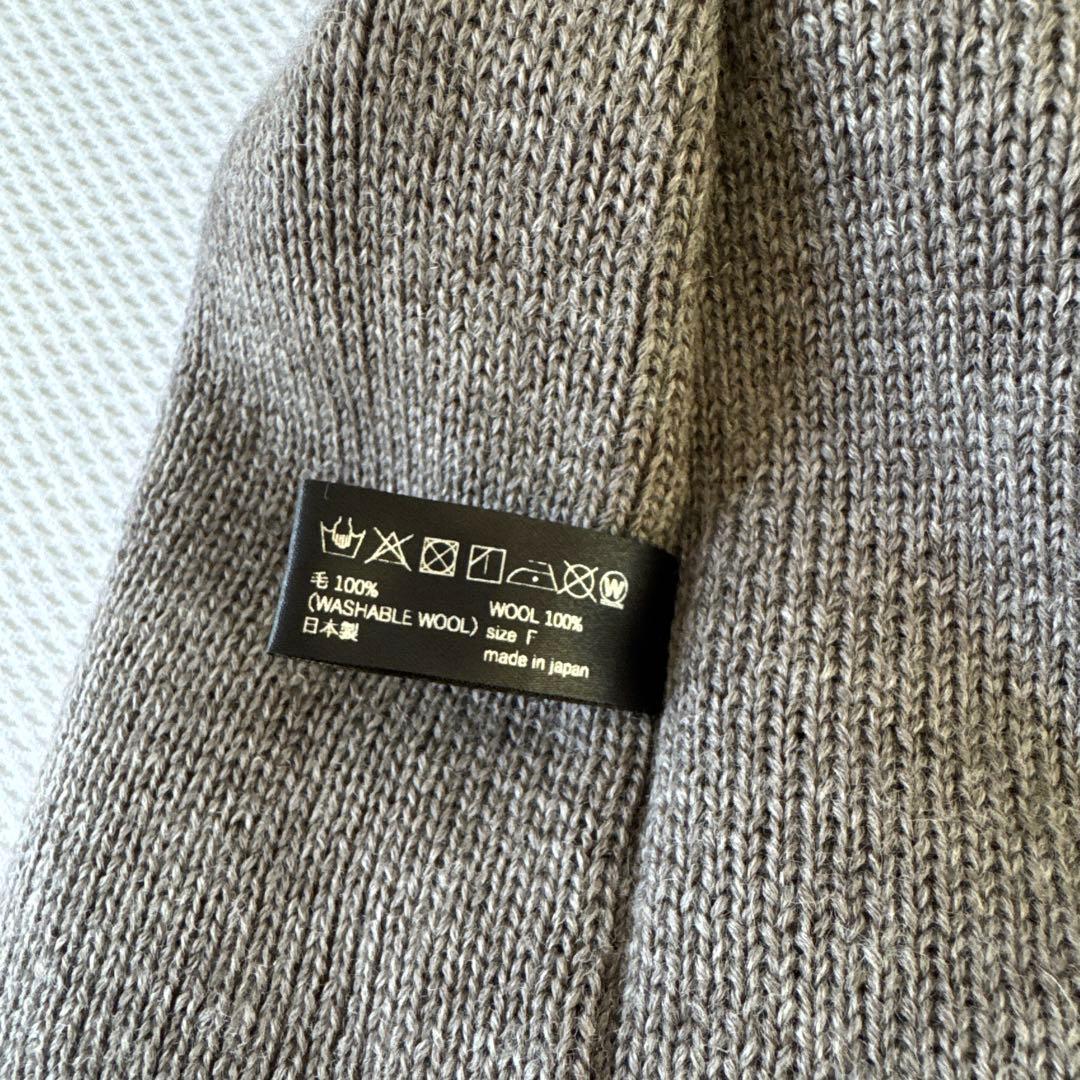 W
毛 100%
(WASHABLE WOOL)
日本製
WOOL 100%
size F
made in japan